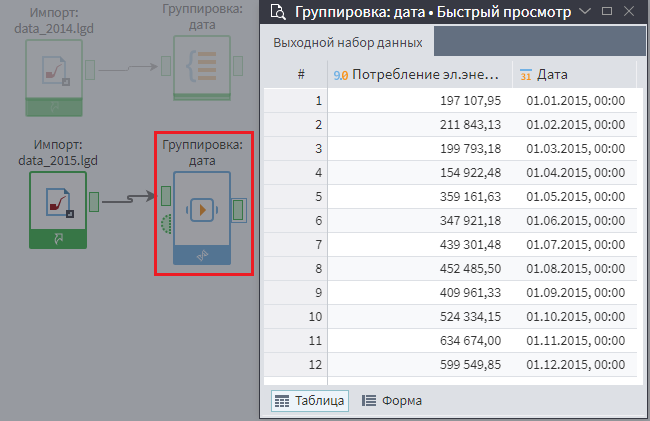 Импорт:
data_2014.lgd
Группировка:
дата
Импорт:
data_2015.lgd
Группировка:
дата
Группировка: дата • Быстрый просмотр
Выходной набор данных
# 9.0 Потребление эл.эне... 31 Дата
1 197 107,95 01.01.2015, 00:00
2 211 843,13 01.02.2015, 00:00
3 199 793,18 01.03.2015, 00:00
4 154 922,48 01.04.2015, 00:00
5 359 161,63 01.05.2015, 00:00
6 347 921,18 01.06.2015, 00:00
7 439 301,48 01.07.2015, 00:00
8 452 485,50 01.08.2015, 00:00
9 409 961,33 01.09.2015, 00:00
10 524 334,15 01.10.2015, 00:00
11 634 674,00 01.11.2015, 00:00
12 599 549,85 01.12.2015, 00:00
Таблица Форма